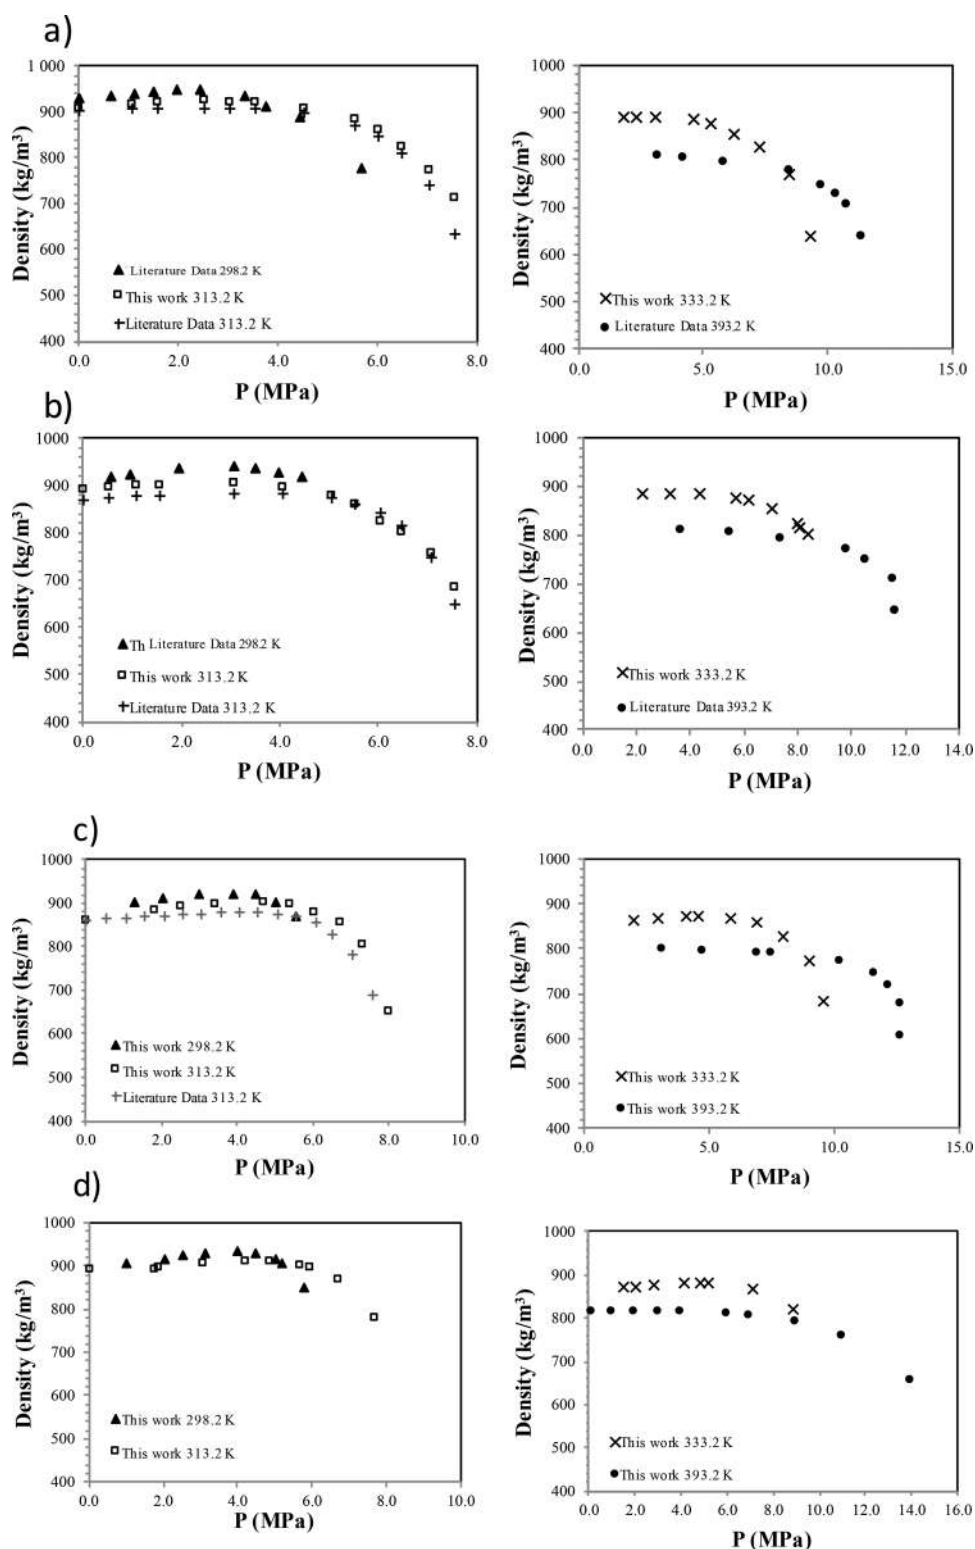 a)
1 000
900
800
700
600
500
400
Density (kg/m³)
Literature Data 298.2 K
This work 313.2 K
Literature Data 313.2 K
0.0 2.0 4.0 6.0 8.0
P (MPa)
1000
900
800
700
600
500
400
Density (kg/m³)
This work 333.2 K
Literature Data 393.2 K
0.0 5.0 10.0 15.0
P (MPa)
b)
1000
900
800
700
600
500
400
Density (kg/m³)
Th Literature Data 298.2 K
This work 313.2 K
Literature Data 313.2 K
0.0 2.0 4.0 6.0 8.0
P (MPa)
1000
900
800
700
600
500
400
Density (kg/m³)
This work 333.2 K
Literature Data 393.2 K
0.0 2.0 4.0 6.0 8.0 10.0 12.0 14.0
P (MPa)
c)
1000
900
800
700
600
500
400
Density (kg/m³)
This work 298.2 K
This work 313.2 K
Literature Data 313.2 K
0.0 2.0 4.0 6.0 8.0 10.0
P (MPa)
1000
900
800
700
600
500
400
Density (kg/m³)
This work 333.2 K
This work 393.2 K
0.0 5.0 10.0 15.0
P (MPa)
d)
1000
900
800
700
600
500
400
Density (kg/m³)
This work 298.2 K
This work 313.2 K
0.0 2.0 4.0 6.0 8.0 10.0
P (MPa)
1000
900
800
700
600
500
400
Density (kg/m³)
This work 333.2 K
This work 393.2 K
0.0 2.0 4.0 6.0 8.0 10.0 12.0 14.0 16.0
P (MPa)